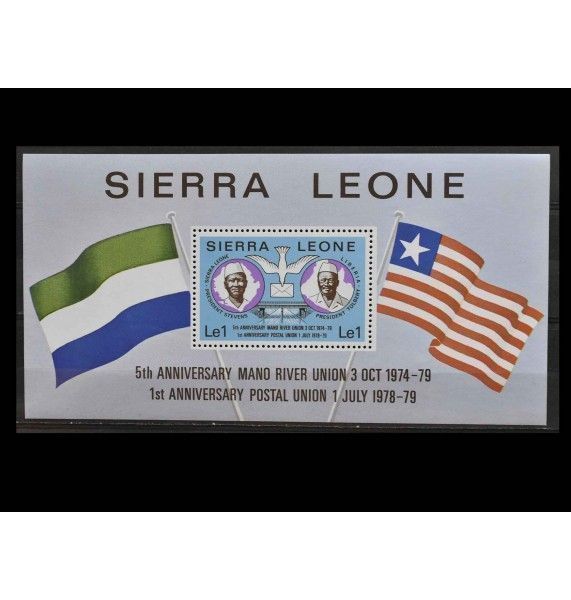 SIERRA LEONE
SIERRA LEONE
SIERRA LEONE
PRESIDENT STEVENS
LIBERIA
PRESIDENT TOLBERT
Le1
5th ANNIVERSARY MANO RIVER UNION 3 OCT 1974-79
1st ANNIVERSARY POSTAL UNION 1 JULY 1978-79
Le1
5th ANNIVERSARY MANO RIVER UNION 3 OCT 1974-79
1st ANNIVERSARY POSTAL UNION 1 JULY 1978-79